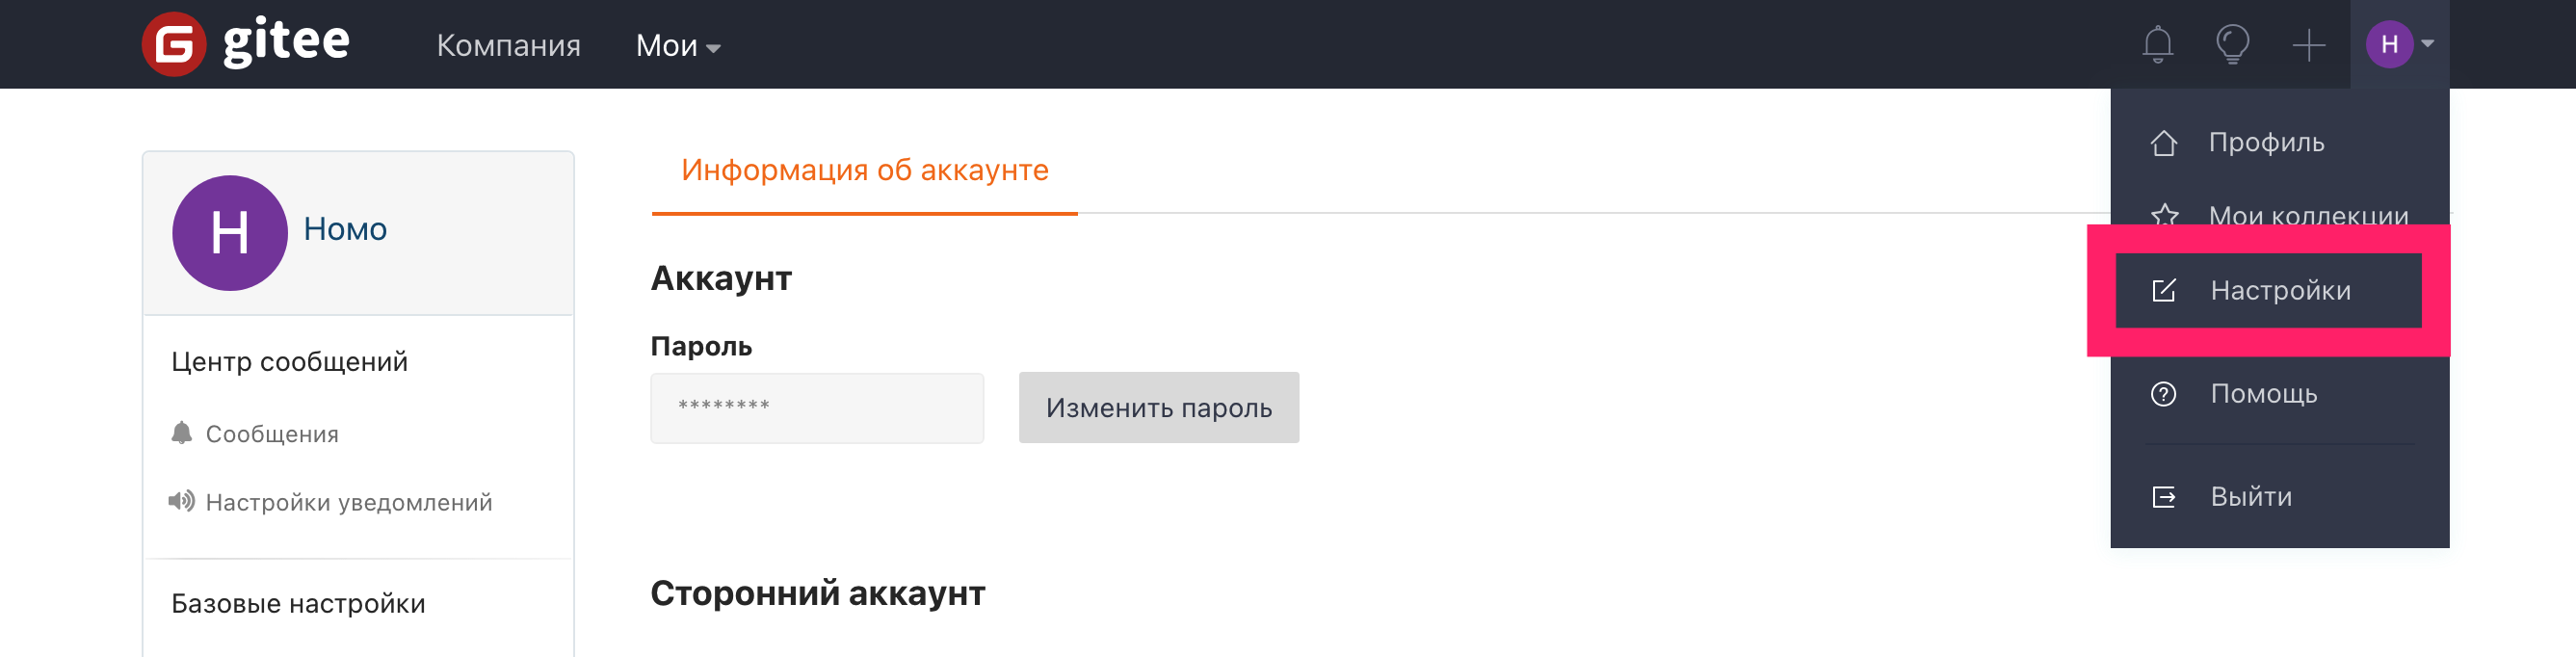 gitee Компания Мои
H
Профиль
Мои коллекции
Настройки
Помощь
Выйти
H Номо
Центр сообщений
Сообщения
Настройки уведомлений
Базовые настройки
Информация об аккаунте
Аккаунт
Пароль
********
Изменить пароль
Сторонний аккаунт